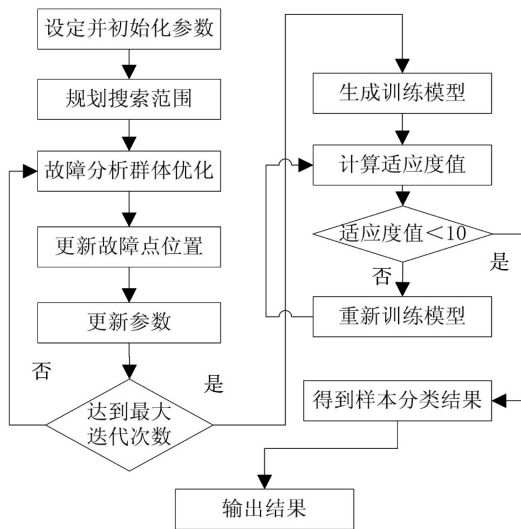 设定并初始化参数
规划搜索范围
故障分析群体优化
更新故障点位置
更新参数
否
是
达到最大
迭代次数
生成训练模型
计算适应度值
适应度值＜10
否
是
重新训练模型
得到样本分类结果
输出结果